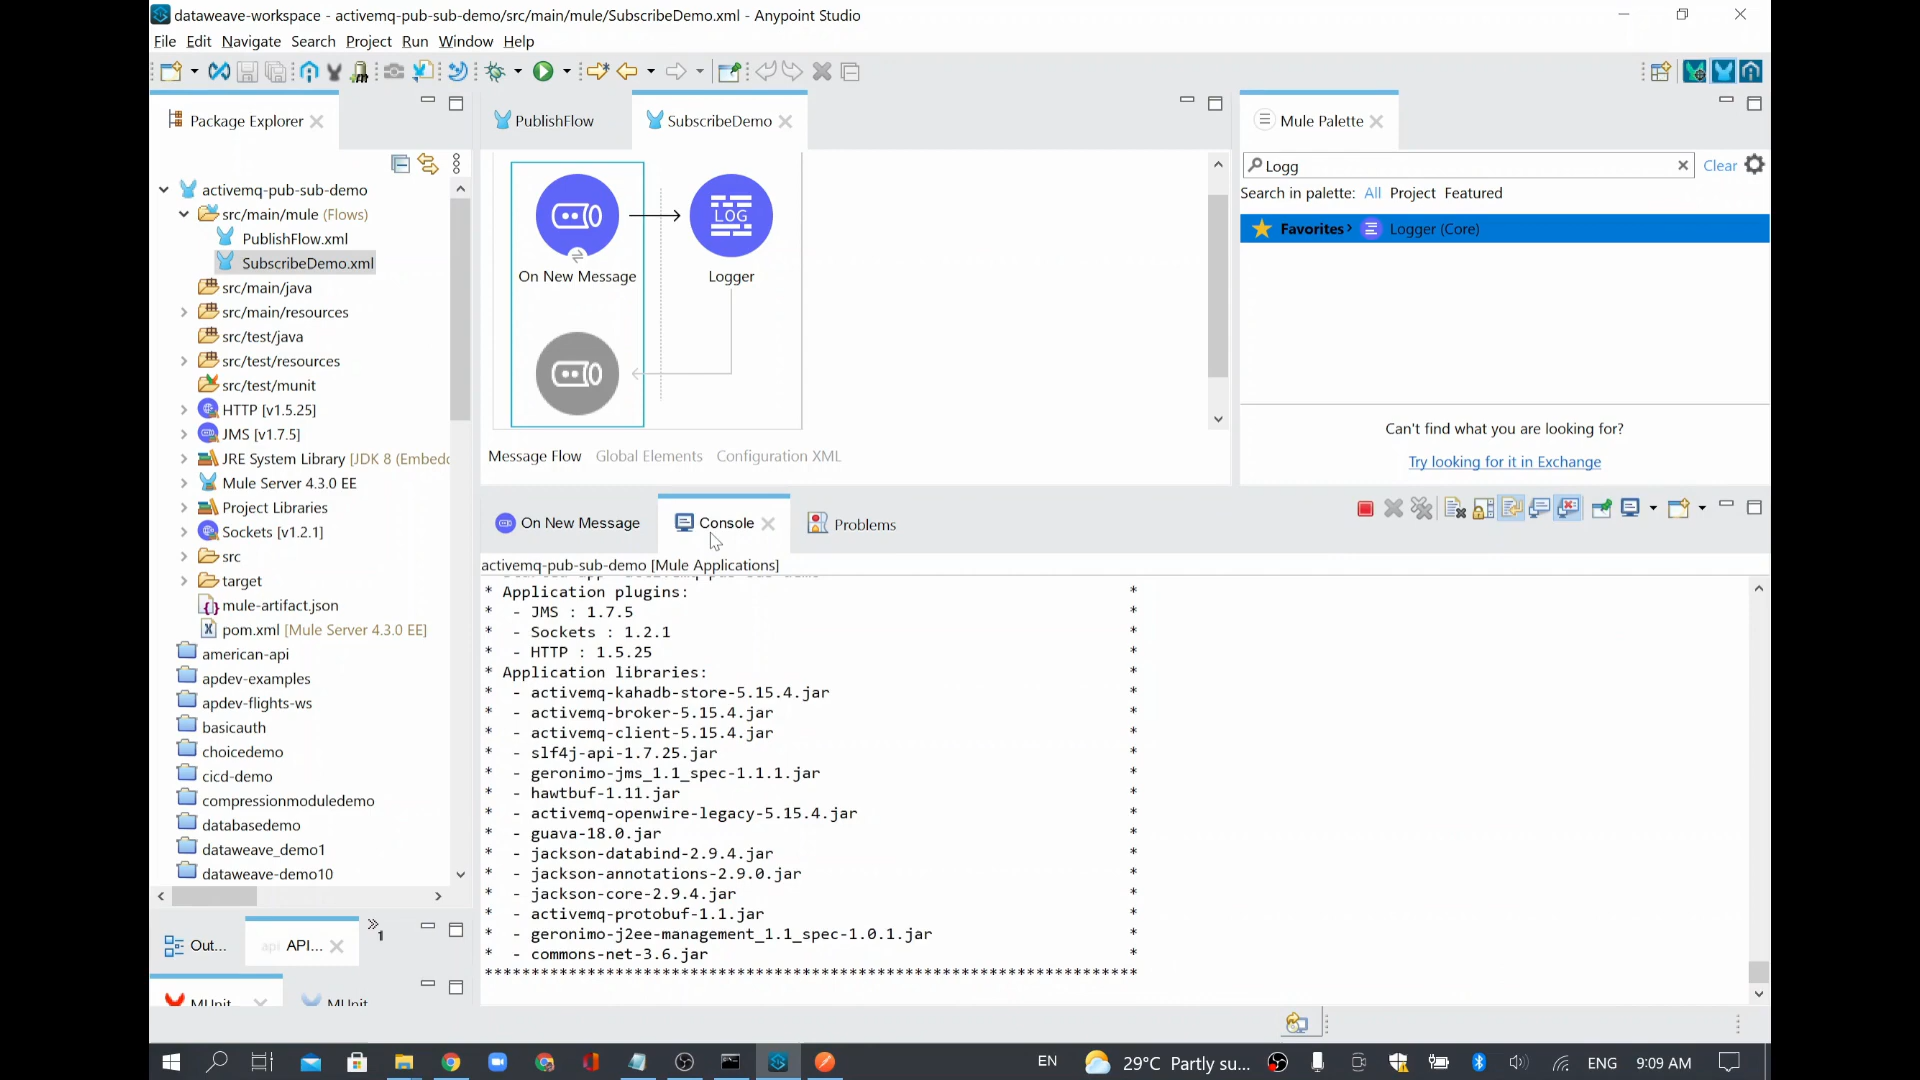 dataweave-workspace - activemq-pub-sub-demo/src/main/mule/SubscribeDemo.xml - Anypoint Studio
File Edit Navigate Search Project Run Window Help
Package Explorer
PublishFlow
SubscribeDemo
Mule Palette
Logg
Clear
Search in palette: All Project Featured
Favorites Logger (Core)
Can't find what you are looking for?
Try looking for it in Exchange
activemq-pub-sub-demo
src/main/mule (Flows)
PublishFlow.xml
SubscribeDemo.xml
src/main/java
src/main/resources
src/test/java
src/test/resources
src/test/munit
HTTP [v1.5.25]
JMS [v1.7.5]
JRE System Library [JDK 8 (Embedd
Mule Server 4.3.0 EE
Project Libraries
Sockets [v1.2.1]
src
target
mule-artifact.json
pom.xml [Mule Server 4.3.0 EE]
american-api
apdev-examples
apdev-flights-ws
basicauth
choicedemo
cicd-demo
compressionmoduledemo
databasedemo
dataweave_demo1
dataweave-demo10
LOG
On New Message
Logger
Message Flow Global Elements Configuration XML
On New Message
Console
Problems
activemq-pub-sub-demo [Mule Applications]
* Application plugins: *
* - JMS : 1.7.5 *
* - Sockets : 1.2.1 *
* - HTTP : 1.5.25 *
* Application libraries: *
* - activemq-kahadb-store-5.15.4.jar *
* - activemq-broker-5.15.4.jar *
* - activemq-client-5.15.4.jar *
* - slf4j-api-1.7.25.jar *
* - geronimo-jms_1.1_spec-1.1.1.jar *
* - hawtbuf-1.11.jar *
* - activemq-openwire-legacy-5.15.4.jar *
* - guava-18.0.jar *
* - jackson-databind-2.9.4.jar *
* - jackson-annotations-2.9.0.jar *
* - jackson-core-2.9.4.jar *
* - activemq-protobuf-1.1.jar *
* - geronimo-j2ee-management_1.1_spec-1.0.1.jar *
* - commons-net-3.6.jar *
**********************************************************************
Out...
api API...
1
MUnit
MUnit
EN
29°C Partly su...
ENG
9:09 AM